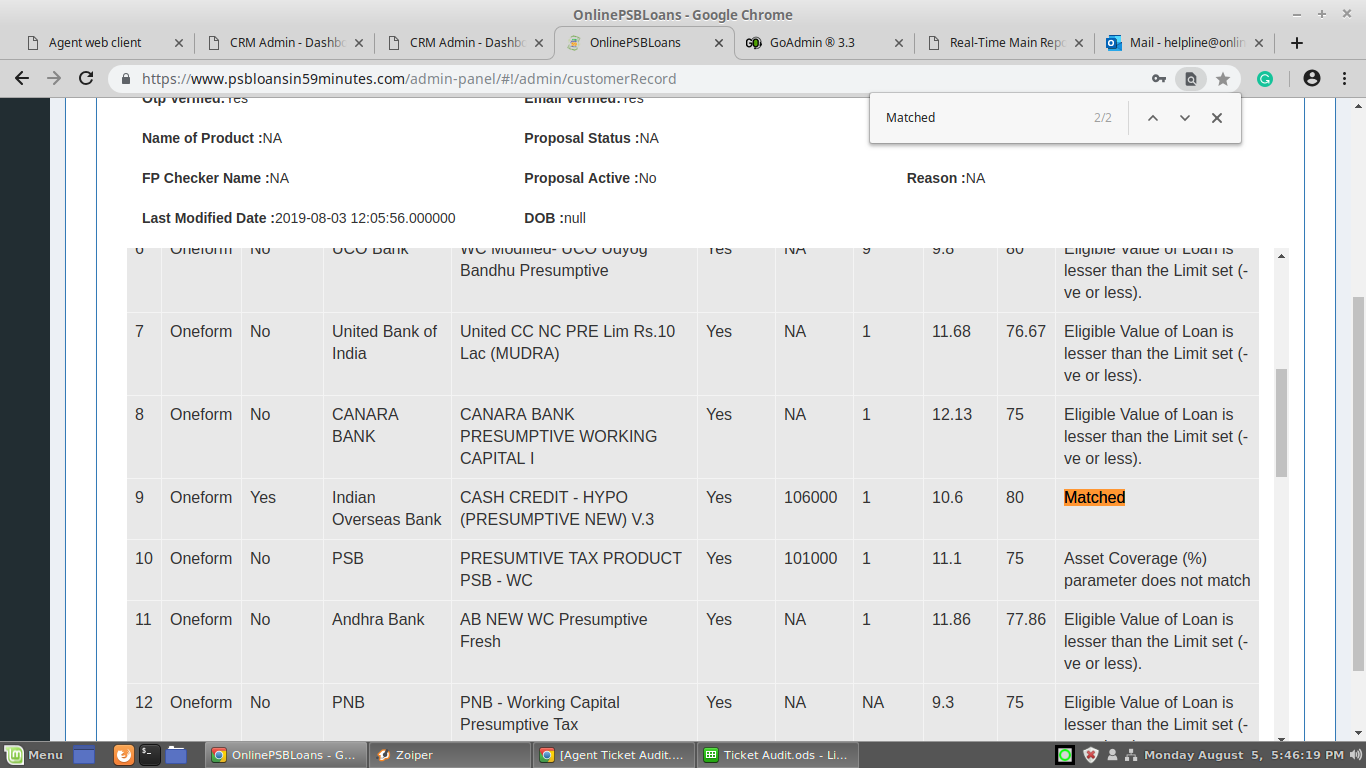 OnlinePSBLoans - Google Chrome
Agent web client
CRM Admin - Dashbo
CRM Admin - Dashbo
OnlinePSBLoans
GoAdmin ® 3.3
Real-Time Main Repo
Mail - helpline@onlin
https://www.psbloansin59minutes.com/admin-panel/#!/admin/customerRecord
Matched 2/2
Otp Verified:Yes Email Verified:Yes
Name of Product :NA Proposal Status :NA
FP Checker Name :NA Proposal Active :No Reason :NA
Last Modified Date :2019-08-03 12:05:56.000000 DOB :null
6 Oneform No UCO Bank WC Modified- UCO Udyog Yes NA 9 9.8 80 Eligible Value of Loan is
Bandhu Presumptive lesser than the Limit set (-
ve or less).
7 Oneform No United Bank of United CC NC PRE Lim Rs.10 Yes NA 1 11.68 76.67 Eligible Value of Loan is
India Lac (MUDRA) lesser than the Limit set (-
ve or less).
8 Oneform No CANARA CANARA BANK Yes NA 1 12.13 75 Eligible Value of Loan is
BANK PRESUMPTIVE WORKING lesser than the Limit set (-
CAPITAL I ve or less).
9 Oneform Yes Indian CASH CREDIT - HYPO Yes 106000 1 10.6 80 Matched
Overseas Bank (PRESUMPTIVE NEW) V.3
10 Oneform No PSB PRESUMTIVE TAX PRODUCT Yes 101000 1 11.1 75 Asset Coverage (%)
PSB - WC parameter does not match
11 Oneform No Andhra Bank AB NEW WC Presumptive Yes NA 1 11.86 77.86 Eligible Value of Loan is
Fresh lesser than the Limit set (-
ve or less).
12 Oneform No PNB PNB - Working Capital Yes NA NA 9.3 75 Eligible Value of Loan is
Presumptive Tax lesser than the Limit set (-
Menu
OnlinePSBLoans - G...
Zoiper
[Agent Ticket Audit....
Ticket Audit.ods - Li...
Monday August 5, 5:46:19 PM